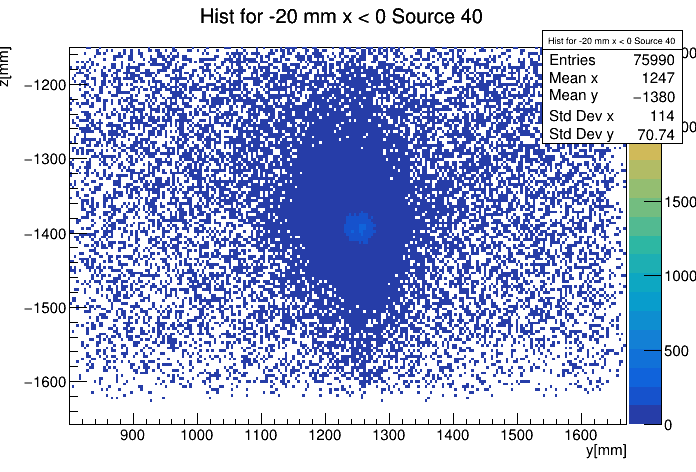 Hist for -20 mm x < 0 Source 40
z[mm]
Hist for -20 mm x < 0 Source 40
Entries 75990
Mean x 1247
Mean y −1380
Std Dev x 114
Std Dev y 70.74
−1200
−1300
−1400
−1500
−1600
1500
1000
500
0
900 1000 1100 1200 1300 1400 1500 1600
y[mm]